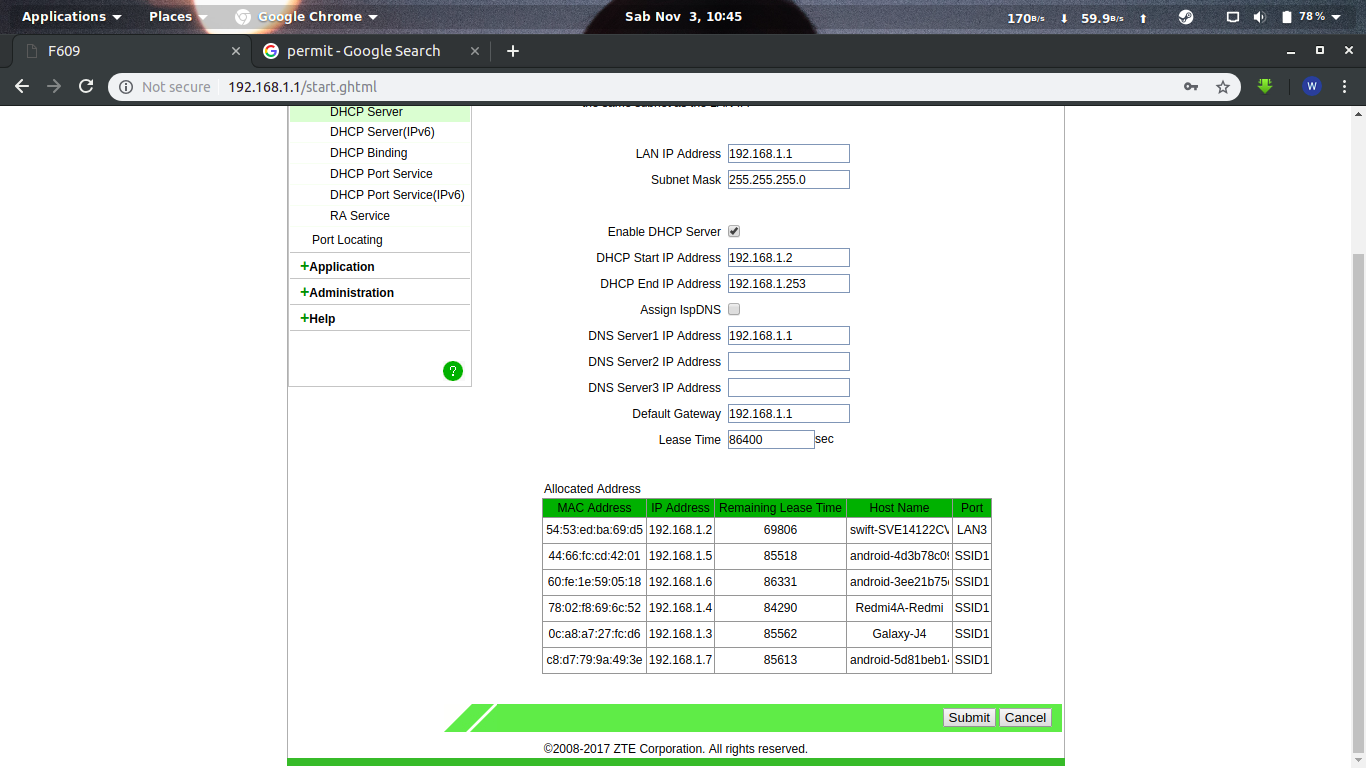 Applications Places Google Chrome Sab Nov 3, 10:45 170B/s 59.9B/s 78 %
F609 permit - Google Search
Not secure 192.168.1.1/start.ghtml W
DHCP Server
DHCP Server(IPv6)
DHCP Binding
DHCP Port Service
DHCP Port Service(IPv6)
RA Service
Port Locating
+Application
+Administration
+Help
?
LAN IP Address 192.168.1.1
Subnet Mask 255.255.255.0
Enable DHCP Server
DHCP Start IP Address 192.168.1.2
DHCP End IP Address 192.168.1.253
Assign IspDNS
DNS Server1 IP Address 192.168.1.1
DNS Server2 IP Address
DNS Server3 IP Address
Default Gateway 192.168.1.1
Lease Time 86400 sec
Allocated Address
MAC Address IP Address Remaining Lease Time Host Name Port
54:53:ed:ba:69:d5 192.168.1.2 69806 swift-SVE14122CV LAN3
44:66:fc:cd:42:01 192.168.1.5 85518 android-4d3b78c09 SSID1
60:fe:1e:59:05:18 192.168.1.6 86331 android-3ee21b75 SSID1
78:02:f8:69:6c:52 192.168.1.4 84290 Redmi4A-Redmi SSID1
0c:a8:a7:27:fc:d6 192.168.1.3 85562 Galaxy-J4 SSID1
c8:d7:79:9a:49:3e 192.168.1.7 85613 android-5d81beb1 SSID1
Submit Cancel
©2008-2017 ZTE Corporation. All rights reserved.